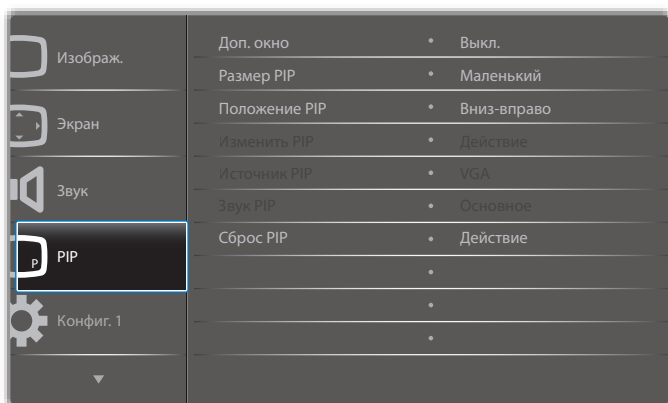 Изображ.
Экран
Звук
P
PIP
Конфиг. 1
Доп. окно • Выкл.
Размер PIP • Маленький
Положение PIP • Вниз-вправо
Изменить PIP • Действие
Источник PIP • VGA
Звук PIP • Основное
Сброс PIP • Действие
•
•
•